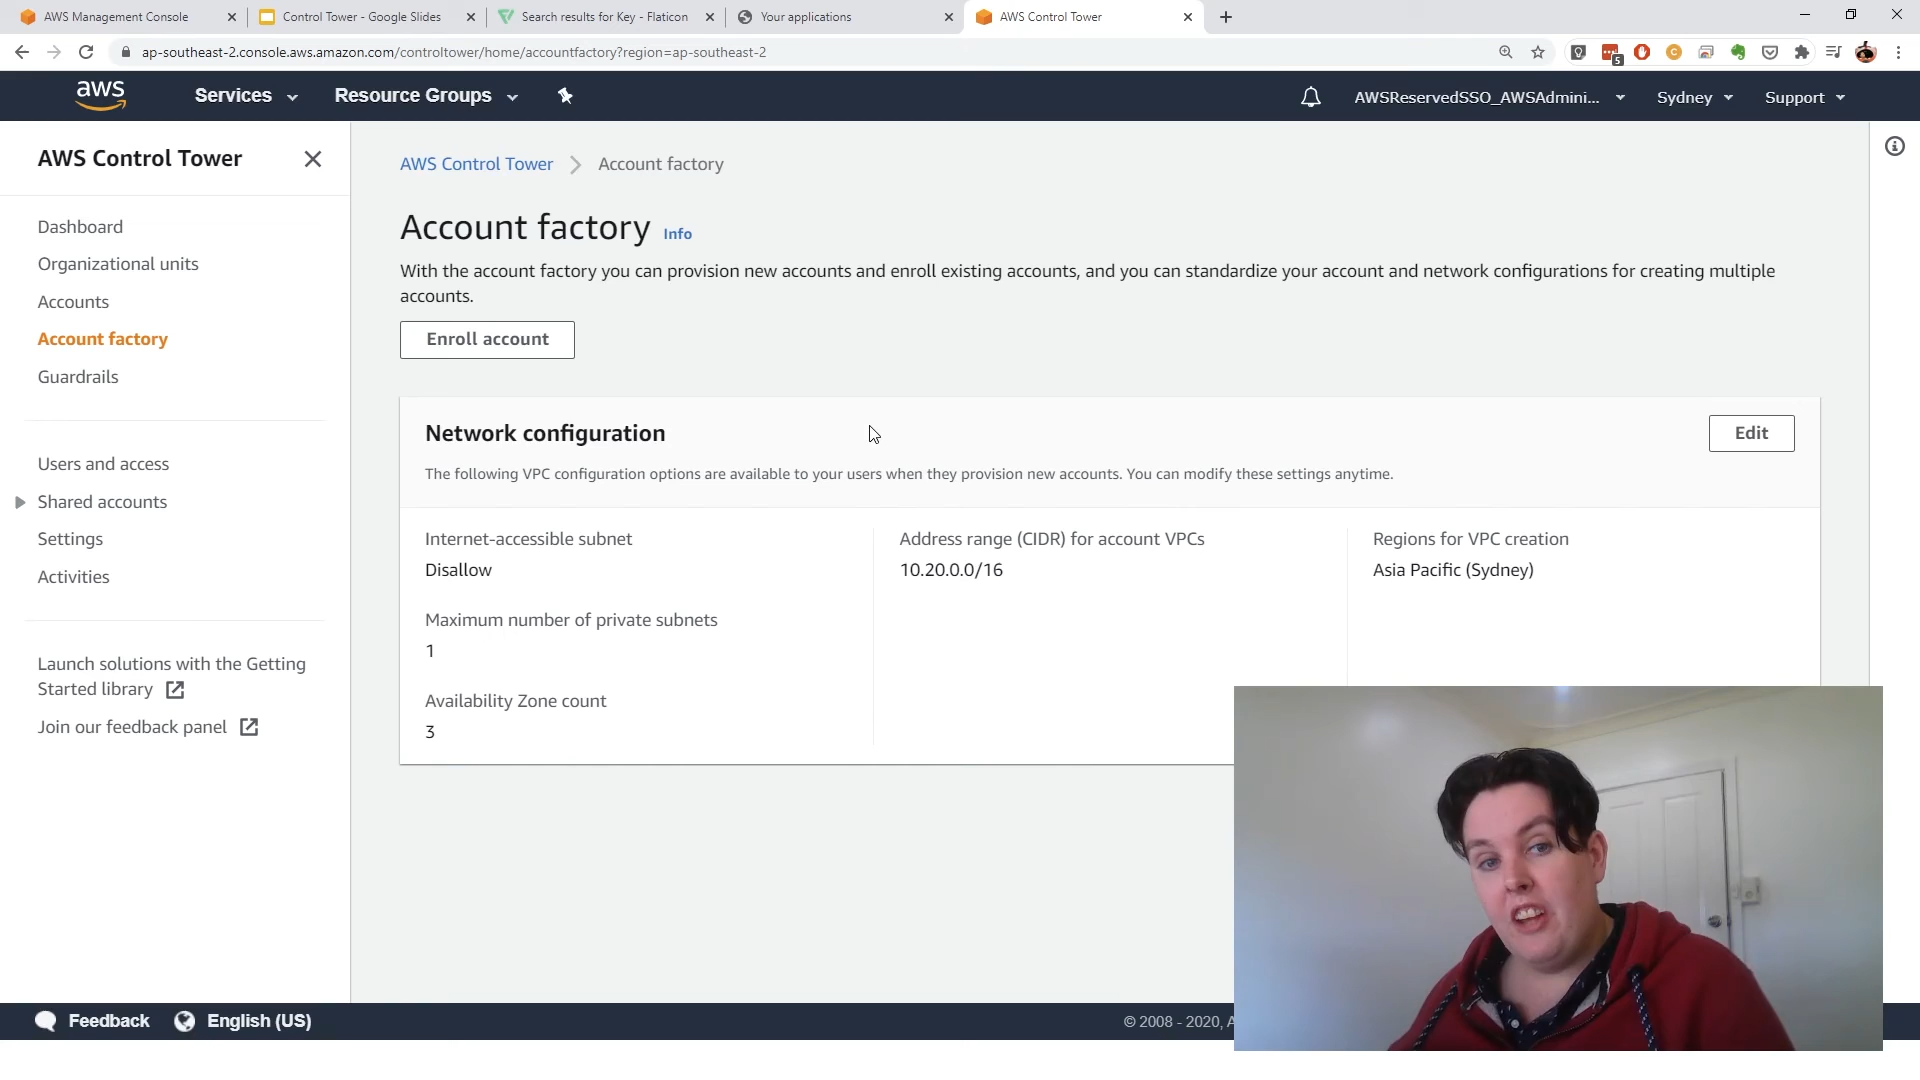 AWS Management Console
Control Tower - Google Slides
Search results for Key - Flaticon
Your applications
AWS Control Tower
ap-southeast-2.console.aws.amazon.com/controltower/home/accountfactory?region=ap-southeast-2
5
C
aws
Services
Resource Groups
AWSReservedSSO_AWSAdmini...
Sydney
Support
AWS Control Tower
Dashboard
Organizational units
Accounts
Account factory
Guardrails
Users and access
Shared accounts
Settings
Activities
Launch solutions with the Getting
Started library
Join our feedback panel
AWS Control Tower
Account factory
Account factory Info
With the account factory you can provision new accounts and enroll existing accounts, and you can standardize your account and network configurations for creating multiple
accounts.
Enroll account
Network configuration
Edit
The following VPC configuration options are available to your users when they provision new accounts. You can modify these settings anytime.
Internet-accessible subnet
Disallow
Maximum number of private subnets
1
Availability Zone count
3
Address range (CIDR) for account VPCs
10.20.0.0/16
Regions for VPC creation
Asia Pacific (Sydney)
Feedback
English (US)
© 2008 - 2020,